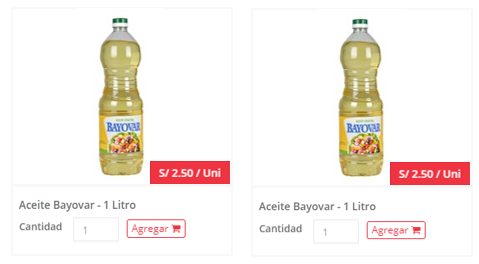 BAYOVAR
S/ 2.50 / Uni
Aceite Bayovar - 1 Litro
Cantidad 1 Agregar
BAYOVAR
S/ 2.50 / Uni
Aceite Bayovar - 1 Litro
Cantidad 1 Agregar